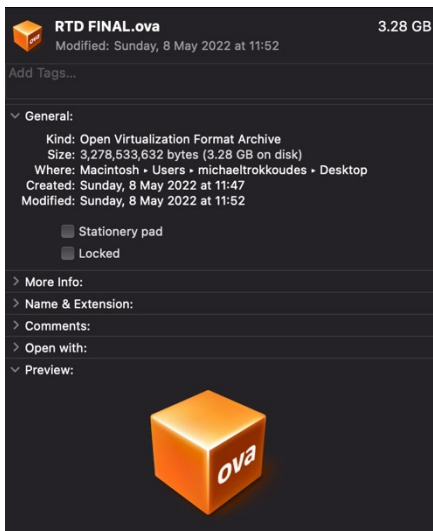 RTD FINAL.ova 3.28 GB
Modified: Sunday, 8 May 2022 at 11:52
Add Tags...
General:
Kind: Open Virtualization Format Archive
Size: 3,278,533,632 bytes (3.28 GB on disk)
Where: Macintosh ▸ Users ▸ michaeltrokkoudes ▸ Desktop
Created: Sunday, 8 May 2022 at 11:47
Modified: Sunday, 8 May 2022 at 11:52
Stationery pad
Locked
More Info:
Name & Extension:
Comments:
Open with:
Preview:
ova